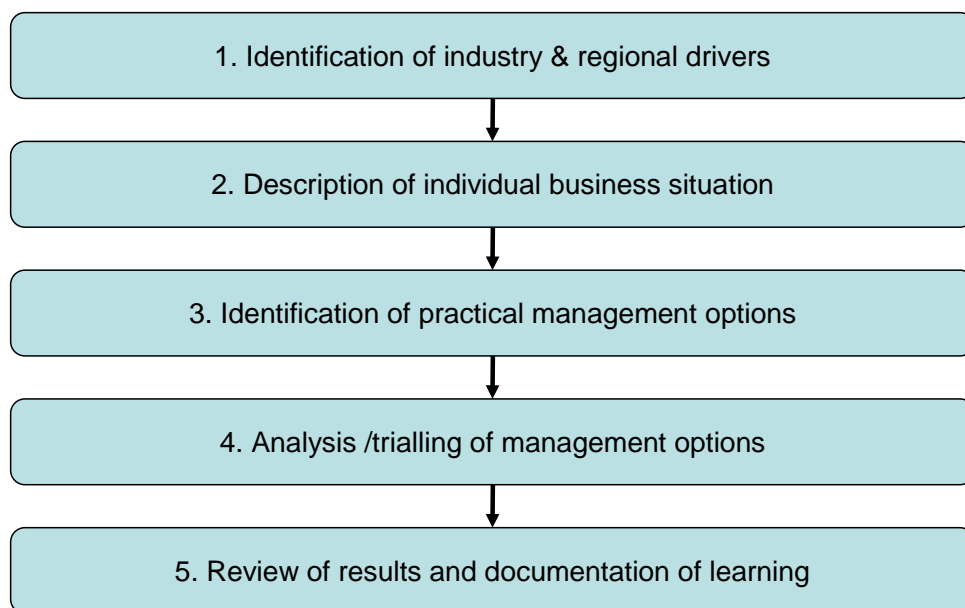 1. Identification of industry & regional drivers
2. Description of individual business situation
3. Identification of practical management options
4. Analysis /trialling of management options
5. Review of results and documentation of learning